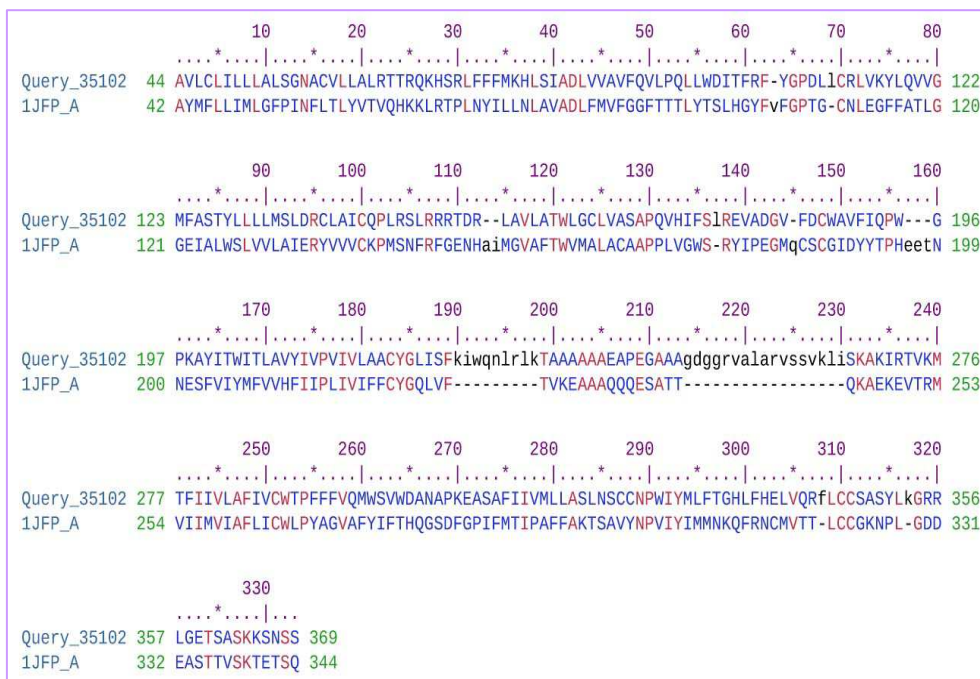 10 20 30 40 50 60 70 80
....*....|....*....|....*....|....*....|....*....|....*....|....*....|....*....|
Query_35102 44 AVLCLILLLALSGNACVLLALRTTRQKHSRLFFFMKHLSIADLVVAVFQVLPQLLWDITFRF-YGPDLlCRLVKYLQVVG 122
1JFP_A 42 AYMFLLIMLGFPINFLTLYVTVQHKKLRTPLNYILLNLAVADLFMVFGGFTTTLYTSLHGYFvFGPTG-CNLEGFFATLG 120
90 100 110 120 130 140 150 160
....*....|....*....|....*....|....*....|....*....|....*....|....*....|....*....|
Query_35102 123 MFASTYLLLLMSLDRCLAICQPLRSLRRRTDR--LAVLATWLGCLVASAPQVHIFSlREVADGV-FDCWAVFIQPW---G 196
1JFP_A 121 GEIALWSLVVLAIERYVVVCKPMSNFRFGENHaiMGVAFTWVMALACAAPPLVGWS-RYIPEGMqCSCGIDYYTPHeetN 199
170 180 190 200 210 220 230 240
....*....|....*....|....*....|....*....|....*....|....*....|....*....|....*....|
Query_35102 197 PKAYITWITLAVYIVPVIVLAACYGLISFkiwqnlrlkTAAAAAAEAPEGAAAgdggrvalarvssvkliSKAKIRTVKM 276
1JFP_A 200 NESFVIYMFVVHFIIPLIVIFFCYGQLVF---------TVKEAAAQQQESATT-----------------QKAEKEVTRM 253
250 260 270 280 290 300 310 320
....*....|....*....|....*....|....*....|....*....|....*....|....*....|....*....|
Query_35102 277 TFIIVLAFIVCWTPFFFVQMWSVWDANAPKEASAFIIVMLLASLNSCCNPWIYMLFTGHLFHELVQRfLCCSASYLkGRR 356
1JFP_A 254 VIIMVIAFLICWLPYAGVAFYIFTHQGSDFGPIFMTIPAFFAKTSAVYNPVIYIMMNKQFRNCMVTT-LCCGKNPL-GDD 331
330
....*....|...
Query_35102 357 LGETSASKKSNSS 369
1JFP_A 332 EASTTVSKTETSQ 344